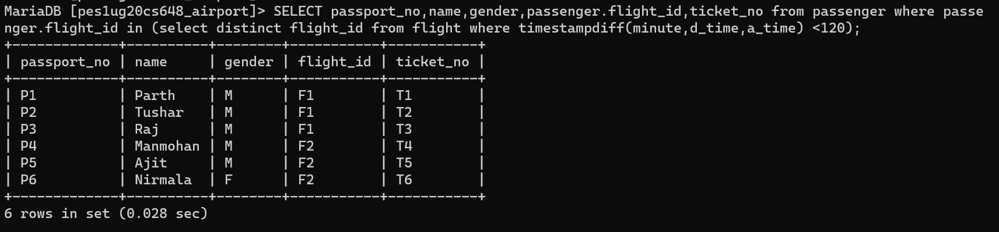 MariaDB [pes1ug20cs648_airport]> SELECT passport_no,name,gender,passenger.flight_id,ticket_no from passenger where passe
nger.flight_id in (select distinct flight_id from flight where timestampdiff(minute,d_time,a_time) <120);
+-------------+----------+--------+-----------+-----------+
| passport_no | name     | gender | flight_id | ticket_no |
+-------------+----------+--------+-----------+-----------+
| P1          | Parth    | M      | F1        | T1        |
| P2          | Tushar   | M      | F1        | T2        |
| P3          | Raj      | M      | F1        | T3        |
| P4          | Manmohan | M      | F2        | T4        |
| P5          | Ajit     | M      | F2        | T5        |
| P6          | Nirmala  | F      | F2        | T6        |
+-------------+----------+--------+-----------+-----------+
6 rows in set (0.028 sec)